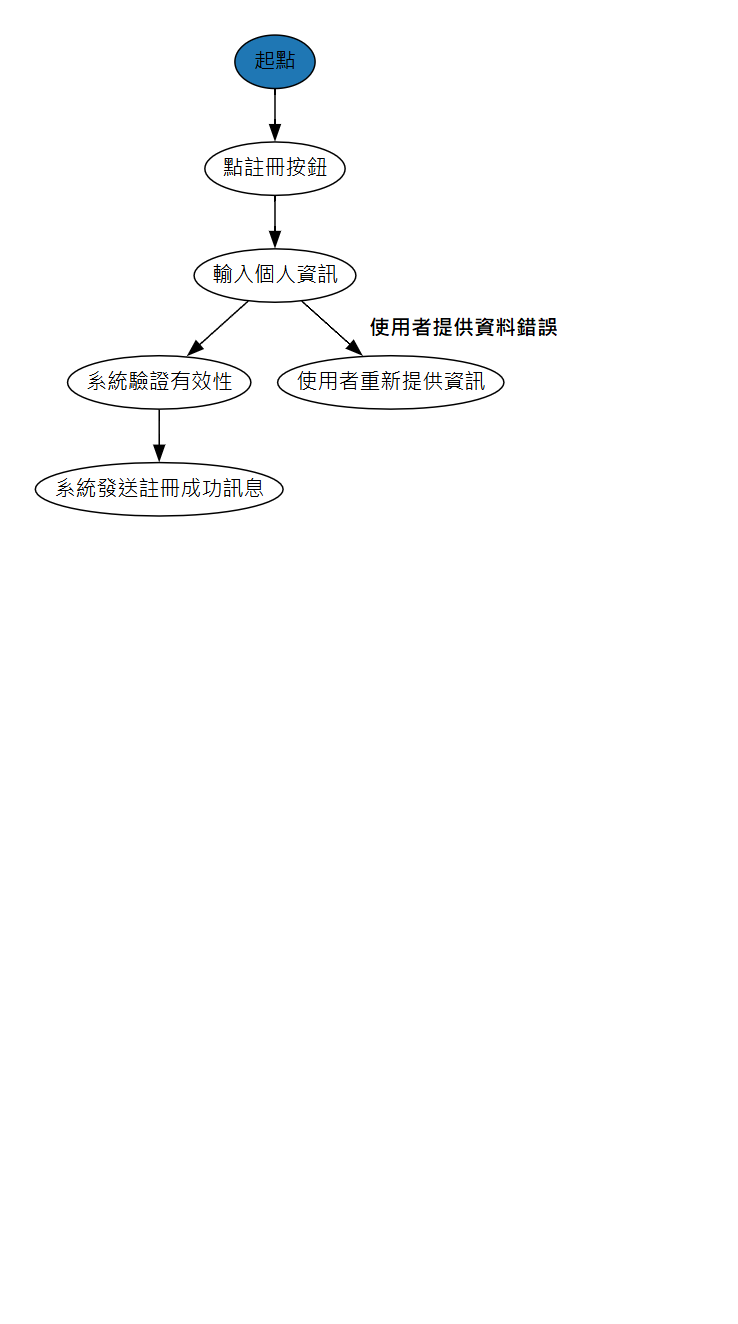 起點
點註冊按鈕
輸入個人資訊
使用者提供資料錯誤
系統驗證有效性
使用者重新提供資訊
系統發送註冊成功訊息